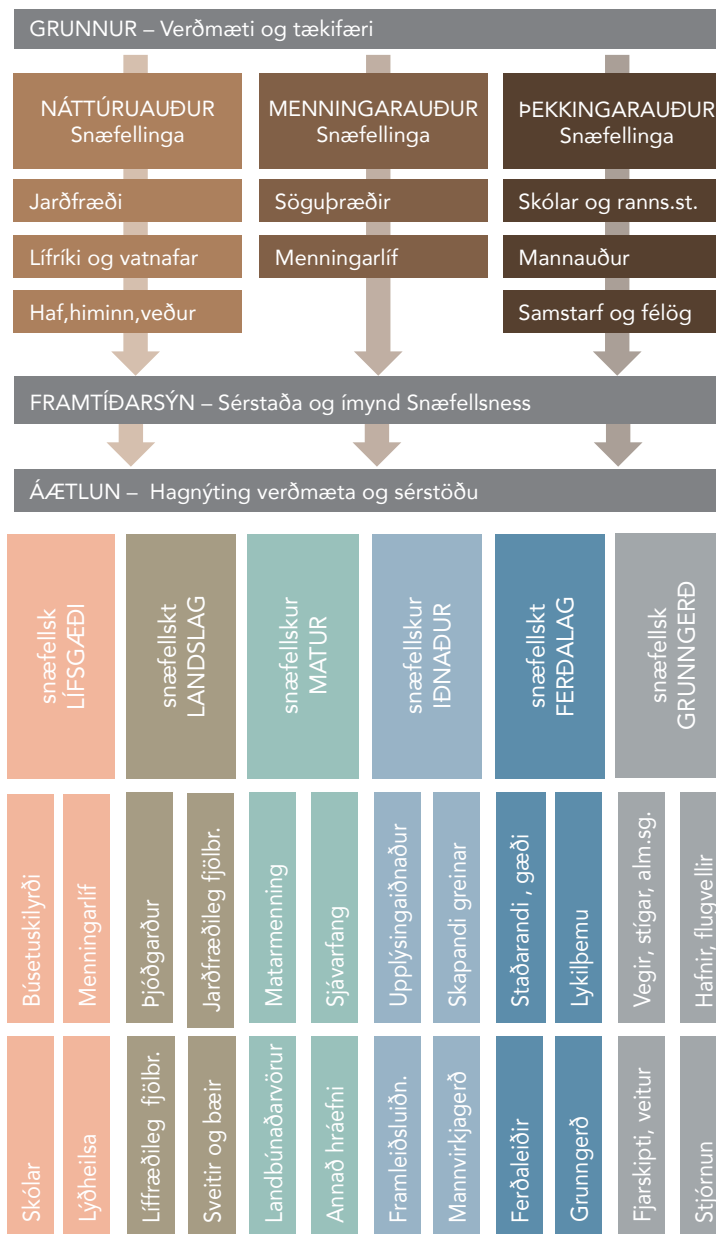 GRUNNUR – Verðmæti og tækifæri
NÁTTÚRUAUÐUR
Snæfellinga
MENNINGARAUÐUR
Snæfellinga
ÞEKKINGARAUÐUR
Snæfellinga
Jarðfræði
Söguþræðir
Skólar og ranns.st.
Lífríki og vatnafar
Menningarlíf
Mannauður
Haf,himinn,veður
Samstarf og félög
FRAMTÍÐARSÝN – Sérstaða og ímynd Snæfellsness
ÁÆTLUN – Hagnýting verðmæta og sérstöðu
snæfellsk
LÍFSGÆÐI
snæfellskt
LANDSLAG
snæfellskur
MATUR
snæfellskur
IÐNAÐUR
snæfellskt
FERÐALAG
snæfellsk
GRUNNGERÐ
Búsetuskilyrði
Menningarlíf
Þjóðgarður
Jarðfræðileg fjölbr.
Matarmenning
Sjávarfang
Upplýsingaiðnaður
Skapandi greinar
Staðarandi , gæði
Lykilþemu
Vegir, stígar, alm.sg.
Hafnir, flugvellir
Skólar
Lýðheilsa
Líffræðileg fjölbr.
Sveitir og bæir
Landbúnaðarvörur
Annað hráefni
Framleiðsluiðn.
Mannvirkjagerð
Ferðaleiðir
Grunngerð
Fjarskipti, veitur
Stjórnun